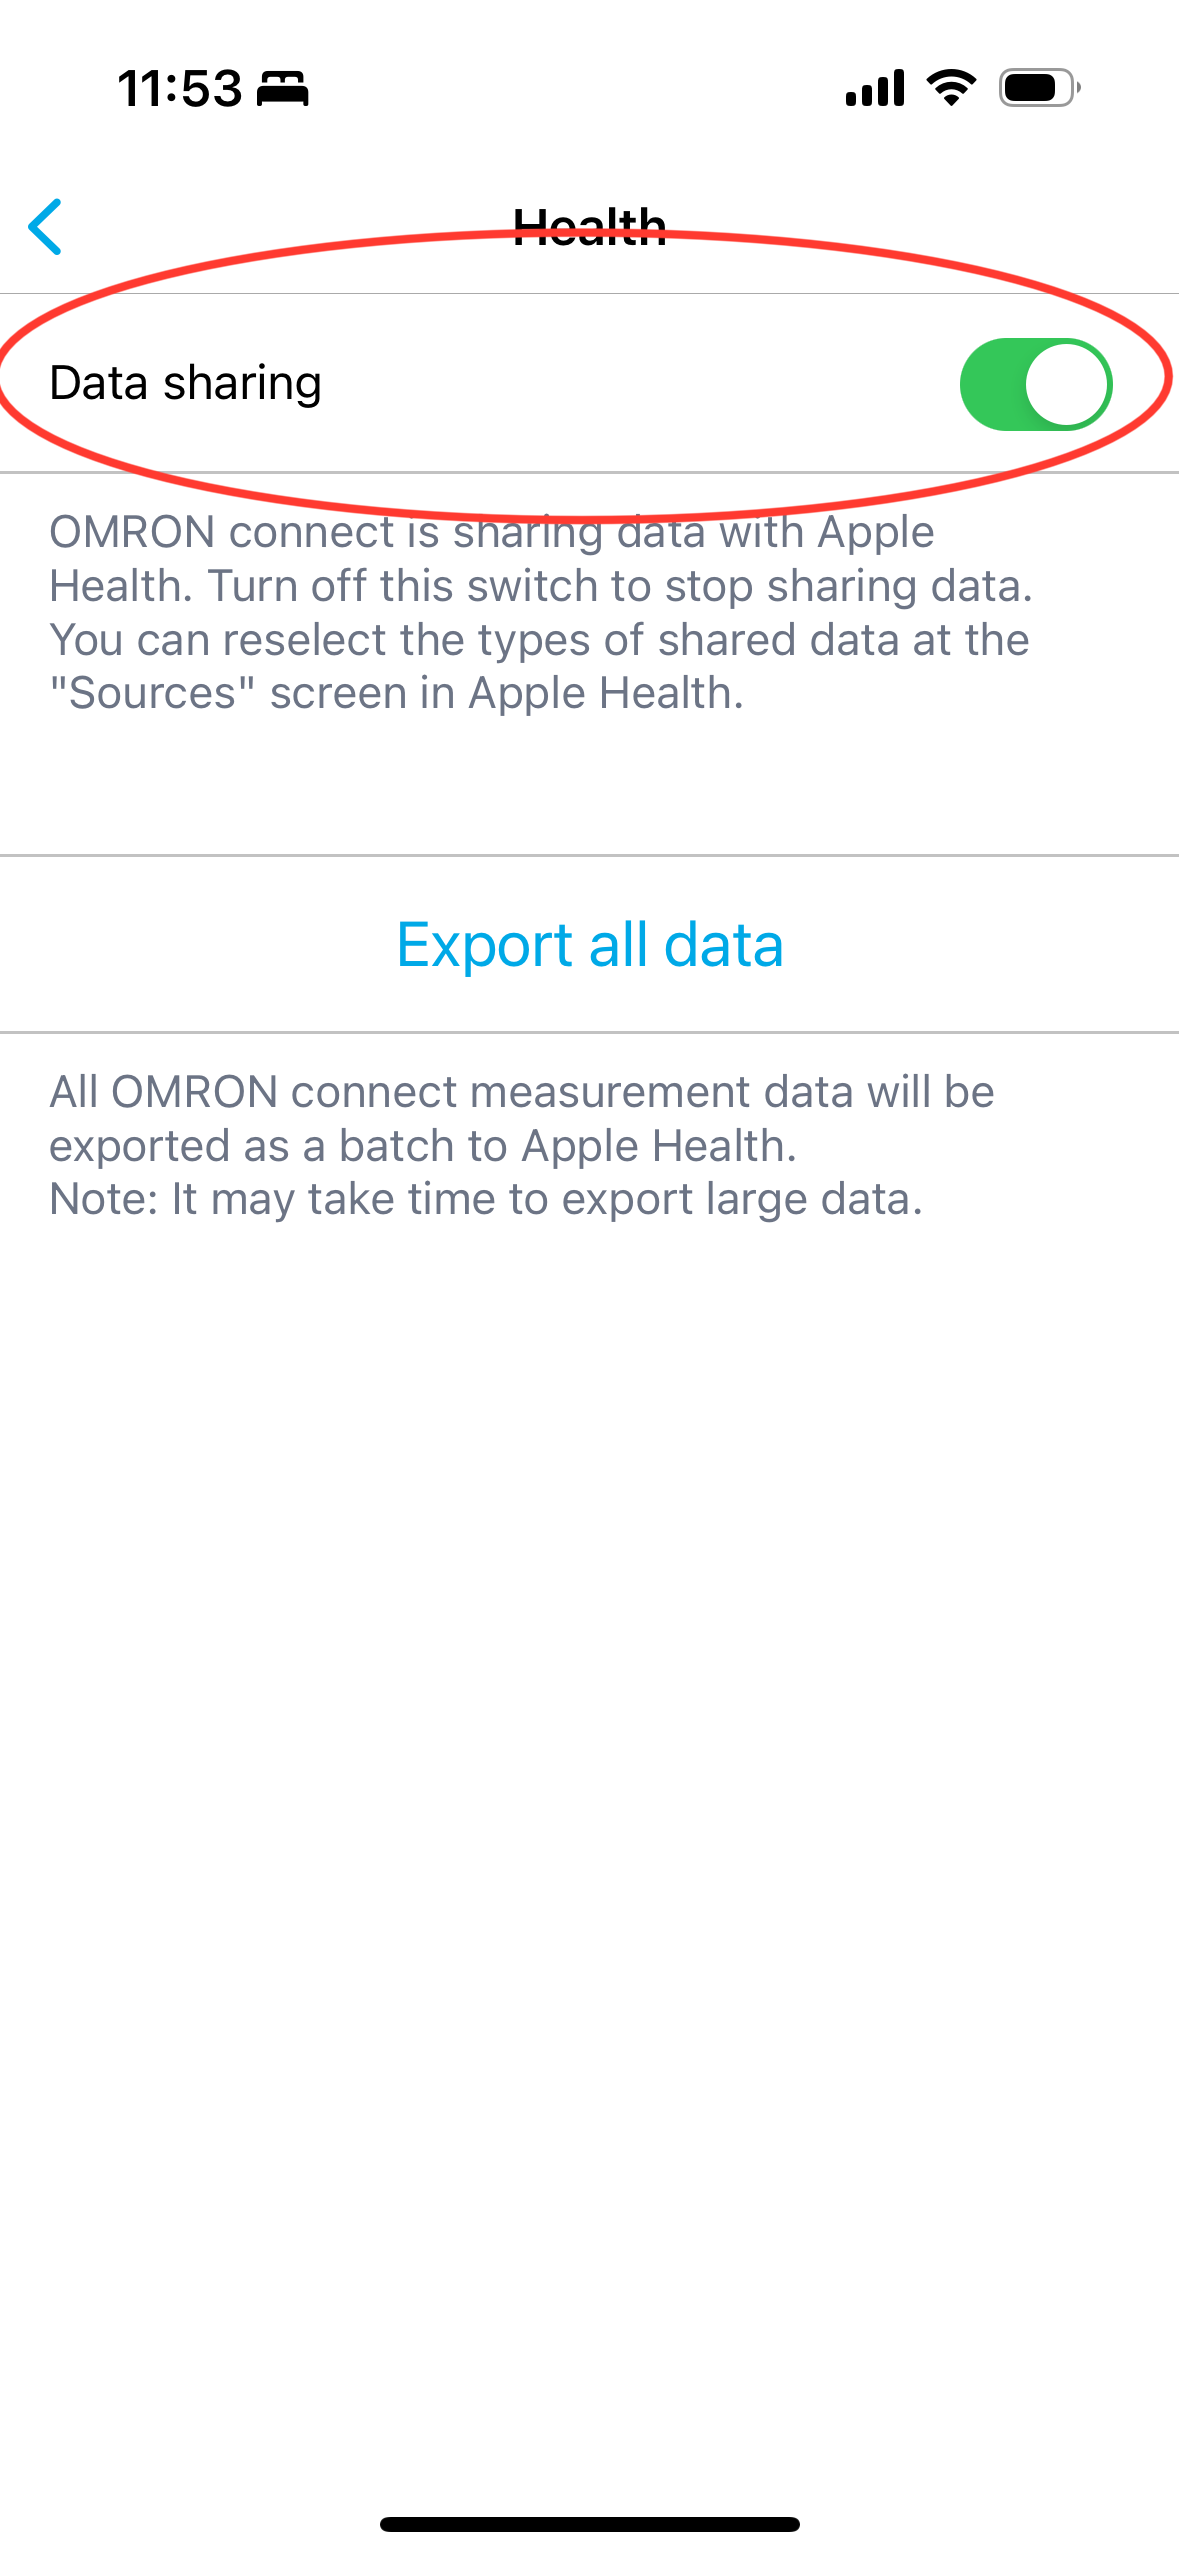 11:53
Health
Data sharing
OMRON connect is sharing data with Apple
Health. Turn off this switch to stop sharing data.
You can reselect the types of shared data at the
"Sources" screen in Apple Health.
Export all data
All OMRON connect measurement data will be
exported as a batch to Apple Health.
Note: It may take time to export large data.